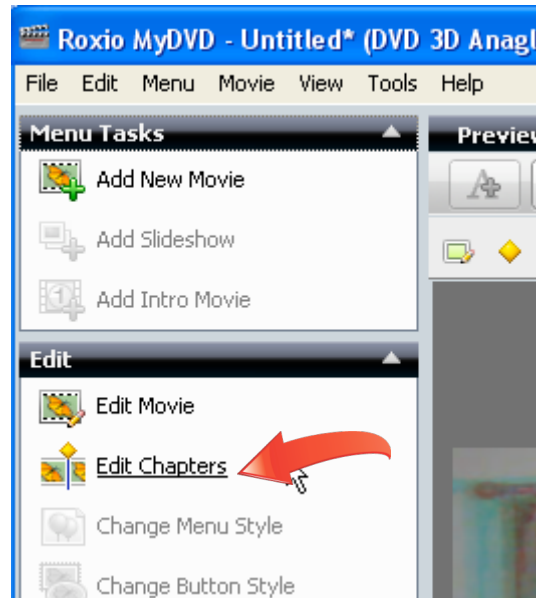 Roxio MyDVD - Untitled* (DVD 3D Anagl
File Edit Menu Movie View Tools Help
Menu Tasks
Preview
Add New Movie
Add Slideshow
Add Intro Movie
Edit
Edit Movie
Edit Chapters
Change Menu Style
Change Button Style